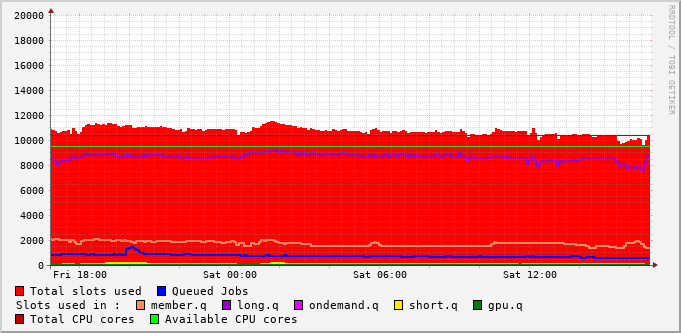 20000
18000
16000
14000
12000
10000
8000
6000
4000
2000
0
Fri 18:00 Sat 00:00 Sat 06:00 Sat 12:00
Total slots used Queued Jobs
Slots used in : member.q long.q ondemand.q short.q gpu.q
Total CPU cores Available CPU cores
RRDTOOL / TOBI OETIKER